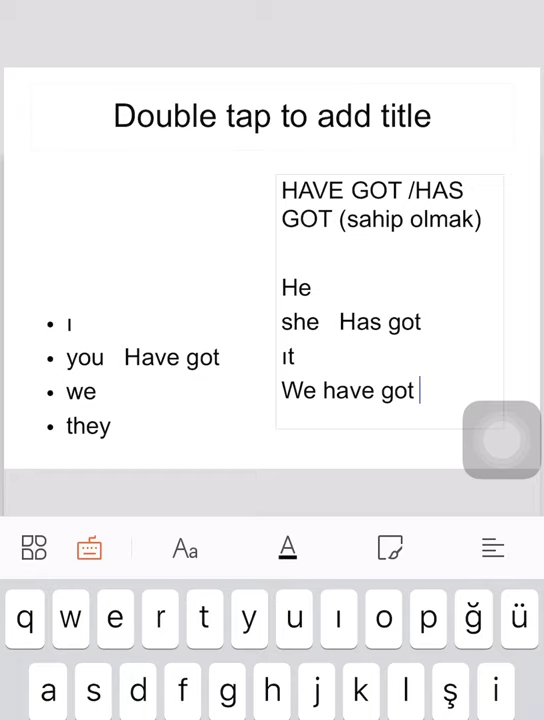 Double tap to add title
HAVE GOT /HAS
GOT (sahip olmak)
He
she Has got
ıt
We have got
• ı
• you Have got
• we
• they
Aa A
q w e r t y u ı o p ğ ü
a s d f g h j k l ş i